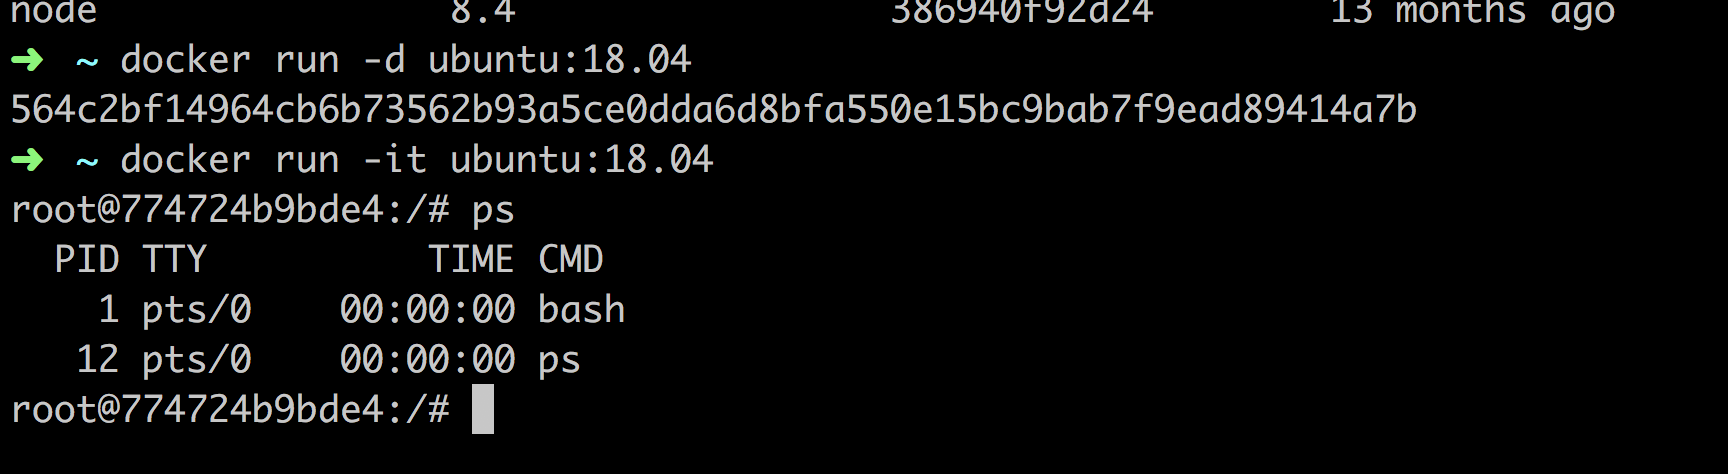 node 8.4 386940f92d24 13 months ago
➜ ~ docker run -d ubuntu:18.04
564c2bf14964cb6b73562b93a5ce0dda6d8bfa550e15bc9bab7f9ead89414a7b
➜ ~ docker run -it ubuntu:18.04
root@774724b9bde4:/# ps
PID TTY TIME CMD
1 pts/0 00:00:00 bash
12 pts/0 00:00:00 ps
root@774724b9bde4:/#